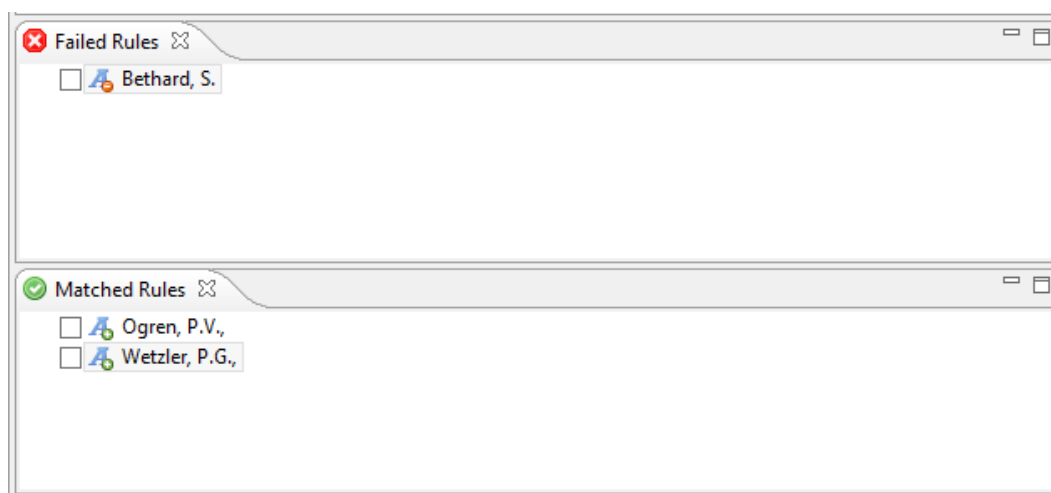 Failed Rules
Bethard, S.
Matched Rules
Ogren, P.V.,
Wetzler, P.G.,